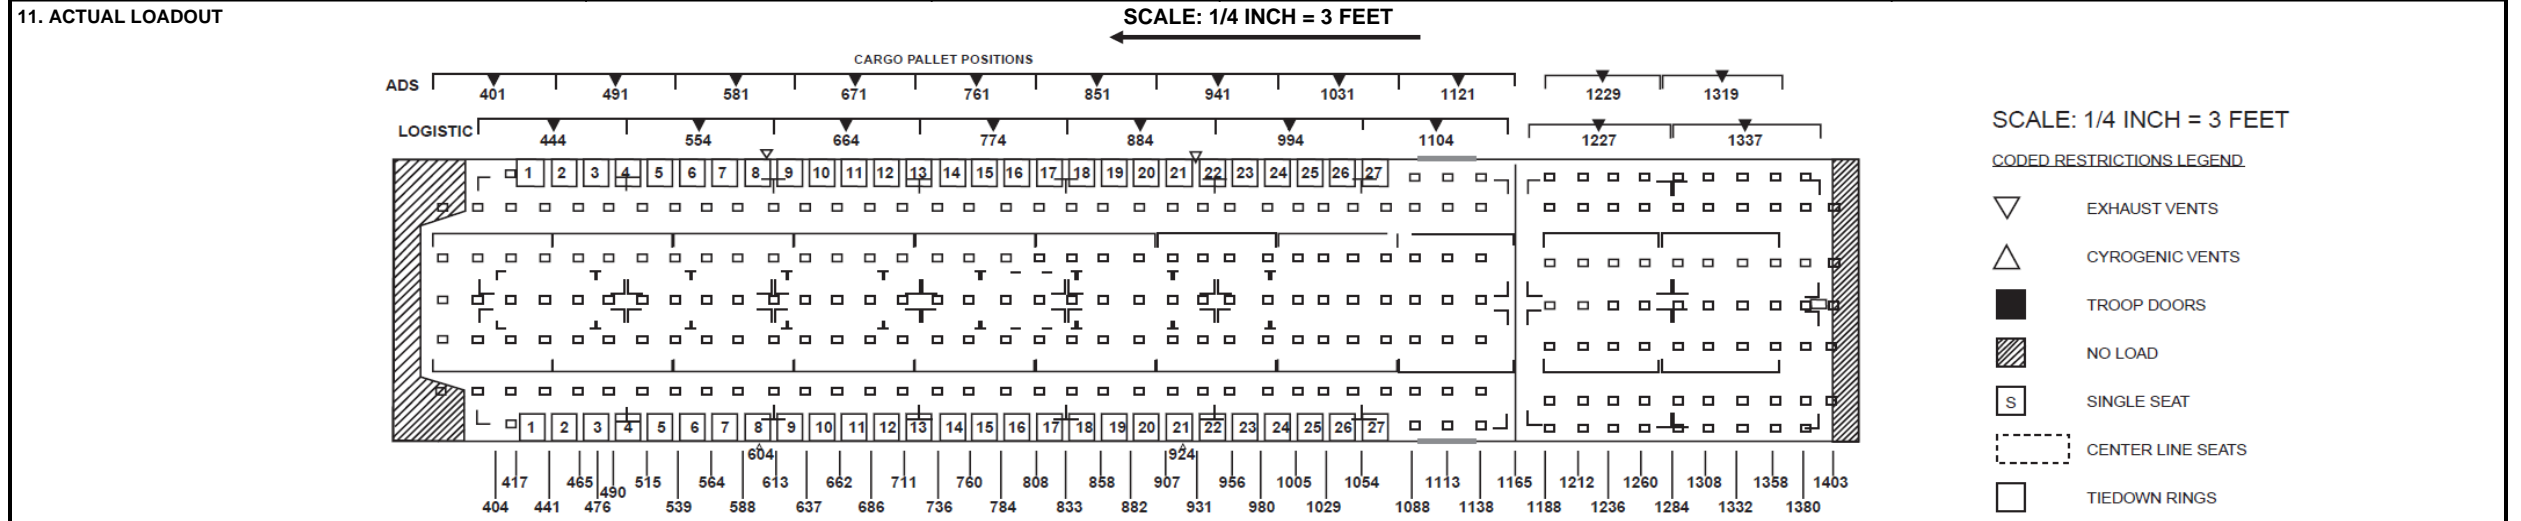 11. ACTUAL LOADOUT
SCALE: 1/4 INCH = 3 FEET
CARGO PALLET POSITIONS
ADS 401 491 581 671 761 851 941 1031 1121 1229 1319
LOGISTIC 444 554 664 774 884 994 1104 1227 1337
1 2 3 4 5 6 7 8 9 10 11 12 13 14 15 16 17 18 19 20 21 22 23 24 25 26 27
1 2 3 4 5 6 7 8 9 10 11 12 13 14 15 16 17 18 19 20 21 22 23 24 25 26 27
604 924
417 465 490 515 564 613 662 711 760 808 858 907 956 1005 1054 1113 1165 1212 1260 1308 1358 1403
404 441 476 539 588 637 686 736 784 833 882 931 980 1029 1088 1138 1188 1236 1284 1332 1380
SCALE: 1/4 INCH = 3 FEET
CODED RESTRICTIONS LEGEND
EXHAUST VENTS
CYROGENIC VENTS
TROOP DOORS
NO LOAD
S SINGLE SEAT
CENTER LINE SEATS
TIEDOWN RINGS